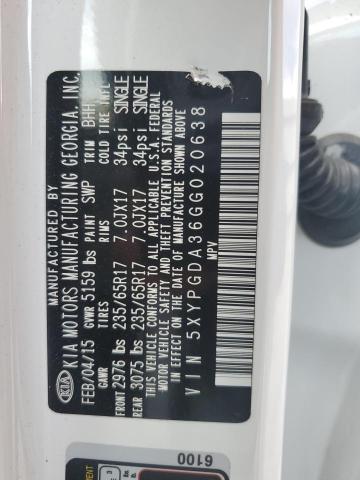 MANUFACTURED BY
KIA KIA MOTORS MANUFACTURING GEORGIA, INC.
FEB/04/15 GVWR 5159 lbs PAINT SWP TRIM BHH
GAWR TIRES RIMS COLD TIRE INFL
FRONT 2976 lbs 235/65R17 7.0JX17 34psi SINGLE
REAR 3075 lbs 235/65R17 7.0JX17 34psi SINGLE
THIS VEHICLE CONFORMS TO ALL APPLICABLE U.S.A. FEDERAL
MOTOR VEHICLE SAFETY AND THEFT PREVENTION STANDARDS
IN EFFECT ON THE DATE OF MANUFACTURE SHOWN ABOVE.
VIN 5XYPGDA36GG020638
MPV
6100